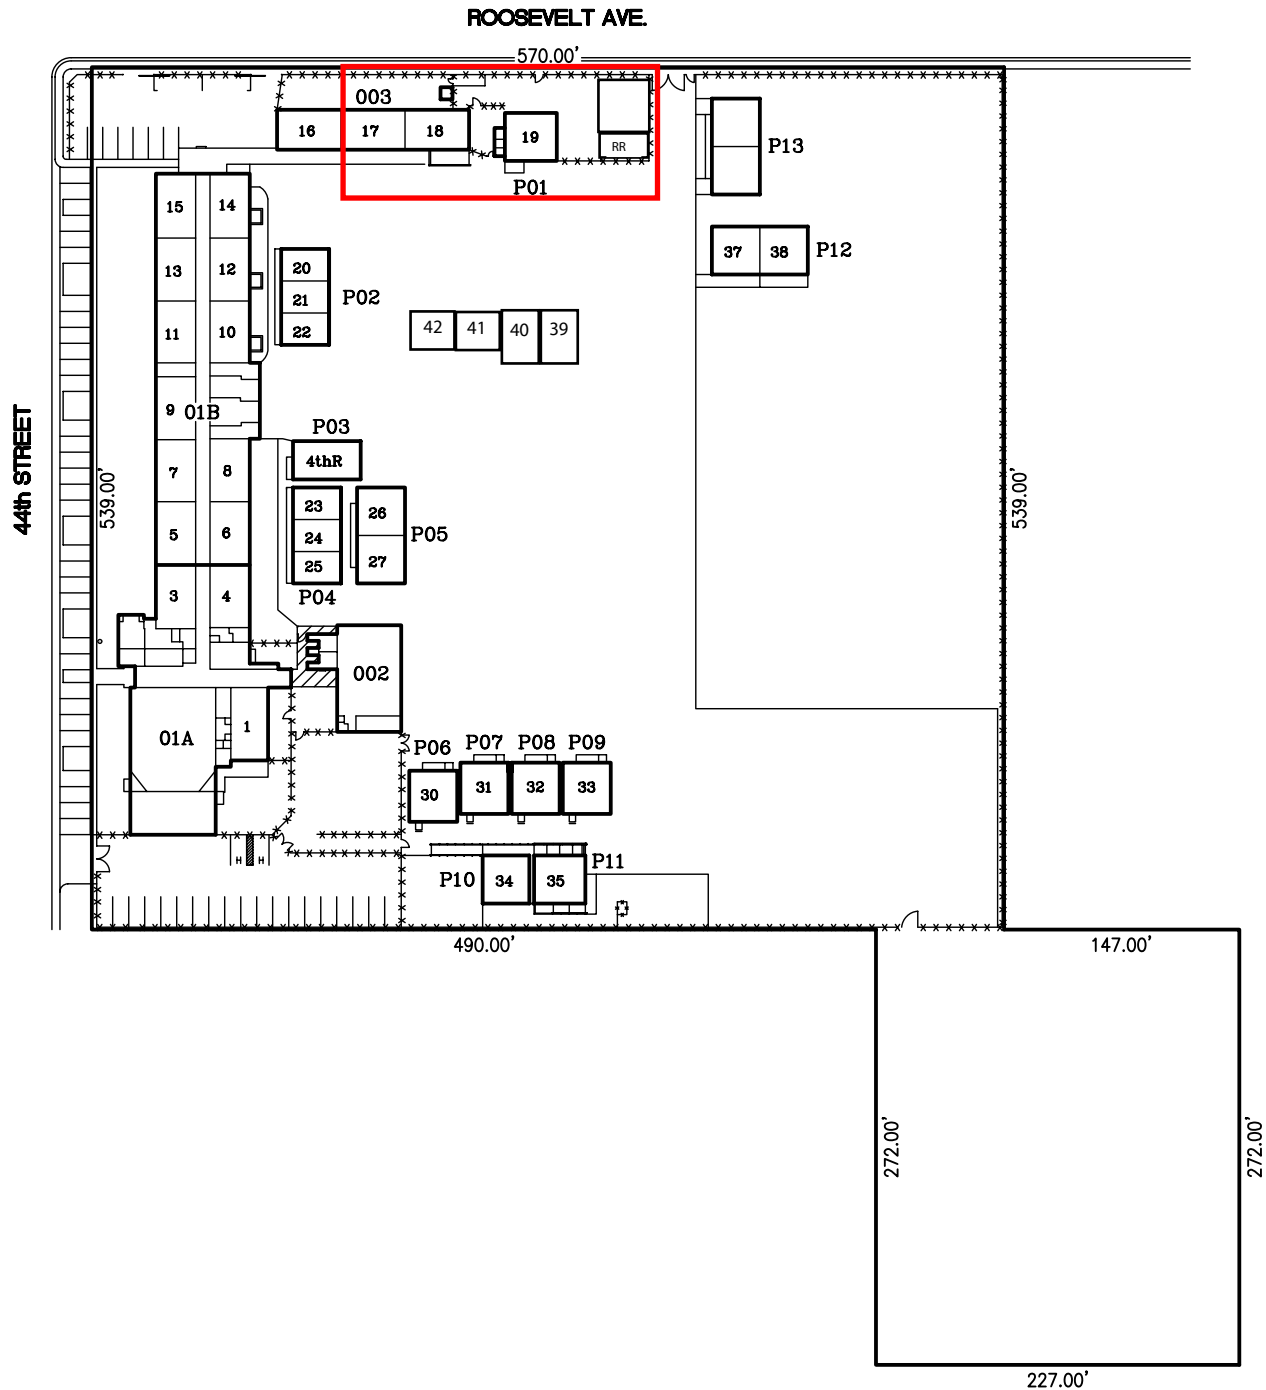 ROOSEVELT AVE.
570.00'
003
16 17 18
19
RR
P01
P13
37 38 P12
15 14
13 12
11 10
20
21
22
P02
42 41 40 39
9 01B
7 8
5 6
3 4
44th STREET
539.00'
539.00'
P03
4thR
23
24
25
P04
26
27
P05
002
01A
1
P06 P07 P08 P09
30 31 32 33
P10 34 35 P11
H H
490.00'
147.00'
272.00'
272.00'
227.00'